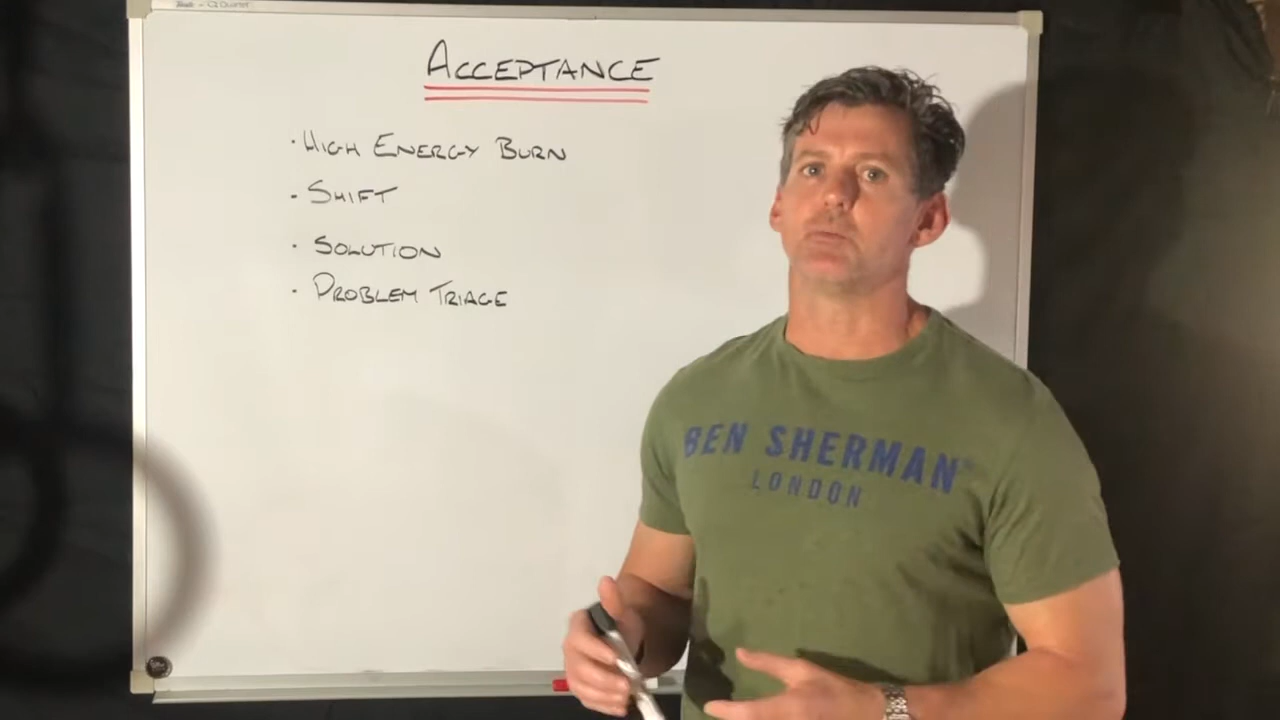 ACCEPTANCE
· HIGH ENERGY BURN
· SHIFT
· SOLUTION
· PROBLEM TRIAGE
BEN SHERMAN®
LONDON